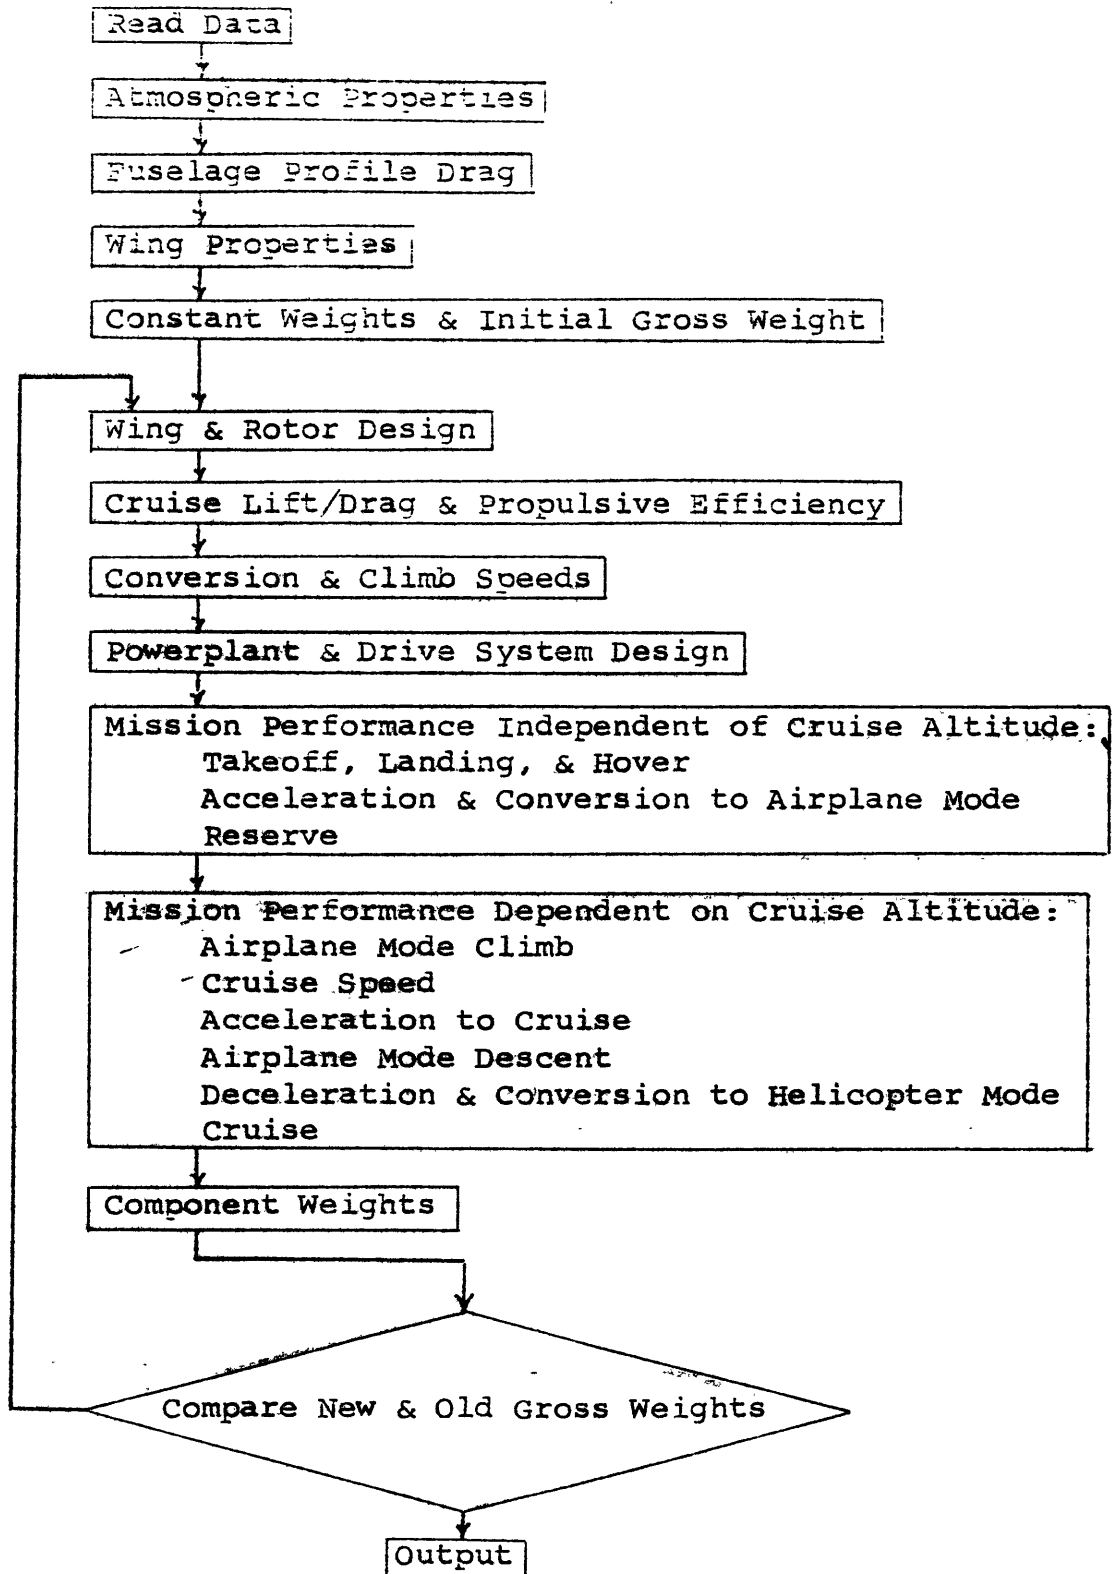 Read Data
Atmospheric Properties
Fuselage Profile Drag
Wing Properties
Constant Weights & Initial Gross Weight
Wing & Rotor Design
Cruise Lift/Drag & Propulsive Efficiency
Conversion & Climb Speeds
Powerplant & Drive System Design
Mission Performance Independent of Cruise Altitude:
Takeoff, Landing, & Hover
Acceleration & Conversion to Airplane Mode
Reserve
Mission Performance Dependent on Cruise Altitude:
Airplane Mode Climb
Cruise Speed
Acceleration to Cruise
Airplane Mode Descent
Deceleration & Conversion to Helicopter Mode
Cruise
Component Weights
Compare New & Old Gross Weights
Output